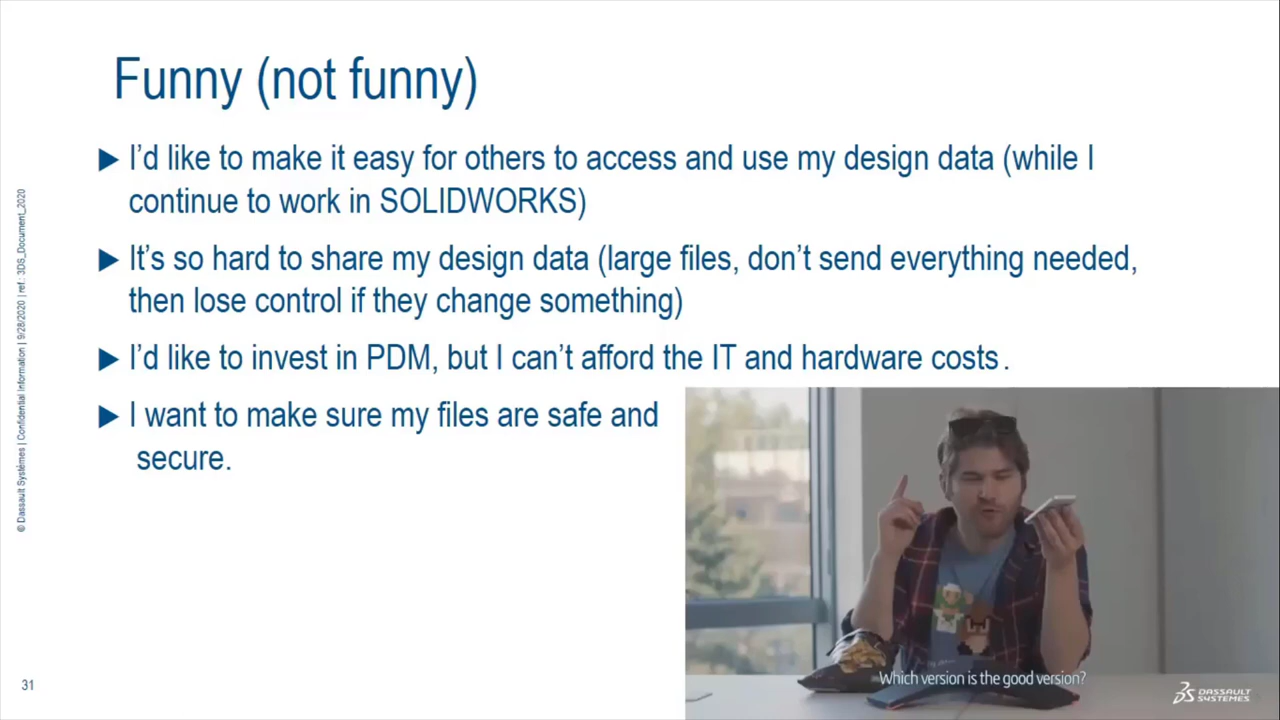 Funny (not funny)
▶ I'd like to make it easy for others to access and use my design data (while I
continue to work in SOLIDWORKS)
▶ It's so hard to share my design data (large files, don't send everything needed,
then lose control if they change something)
▶ I'd like to invest in PDM, but I can't afford the IT and hardware costs.
▶ I want to make sure my files are safe and
secure.
Which version is the good version?
DASSAULT
SYSTEMES
31
© Dassault Systèmes | Confidential Information | 9/28/2020 | ref.: 3DS_Document_2020